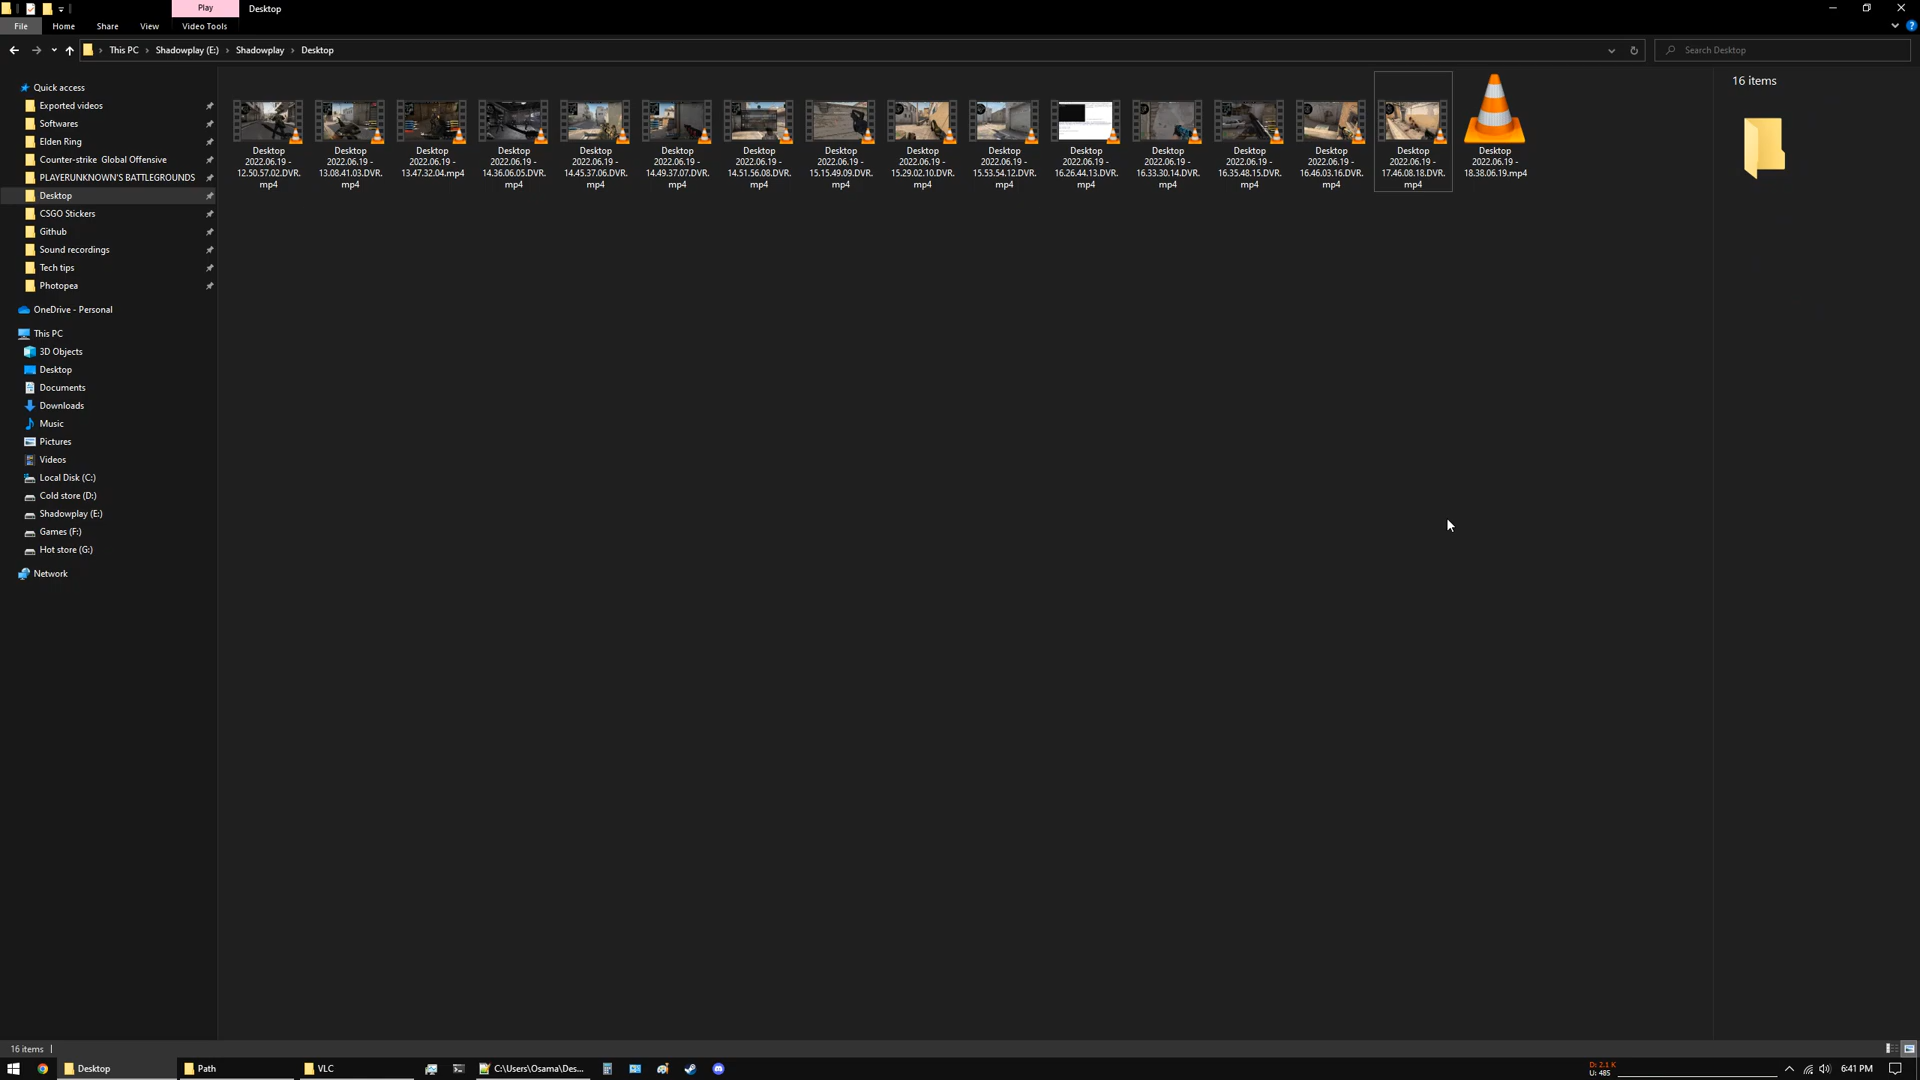 Play
Desktop
File
Home
Share
View
Video Tools
This PC
Shadowplay (E:)
Shadowplay
Desktop
Search Desktop
Quick access
Exported videos
Softwares
Elden Ring
Counter-strike  Global Offensive
PLAYERUNKNOWN'S BATTLEGROUNDS
Desktop
CSGO Stickers
Github
Sound recordings
Tech tips
Photopea
OneDrive - Personal
This PC
3D Objects
Desktop
Documents
Downloads
Music
Pictures
Videos
Local Disk (C:)
Cold store (D:)
Shadowplay (E:)
Games (F:)
Hot store (G:)
Network
Desktop
2022.06.19 -
12.50.57.02.DVR.
mp4
Desktop
2022.06.19 -
13.08.41.03.DVR.
mp4
Desktop
2022.06.19 -
13.47.32.04.mp4
Desktop
2022.06.19 -
14.36.06.05.DVR.
mp4
Desktop
2022.06.19 -
14.45.37.06.DVR.
mp4
Desktop
2022.06.19 -
14.49.37.07.DVR.
mp4
Desktop
2022.06.19 -
14.51.56.08.DVR.
mp4
Desktop
2022.06.19 -
15.15.49.09.DVR.
mp4
Desktop
2022.06.19 -
15.29.02.10.DVR.
mp4
Desktop
2022.06.19 -
15.53.54.12.DVR.
mp4
Desktop
2022.06.19 -
16.26.44.13.DVR.
mp4
Desktop
2022.06.19 -
16.33.30.14.DVR.
mp4
Desktop
2022.06.19 -
16.35.48.15.DVR.
mp4
Desktop
2022.06.19 -
16.46.03.16.DVR.
mp4
Desktop
2022.06.19 -
17.46.08.18.DVR.
mp4
Desktop
2022.06.19 -
18.38.06.19.mp4
16 items
16 items
Desktop
Path
VLC
C:\Users\Osama\Des...
D: 2.1 K
U: 485
6:41 PM